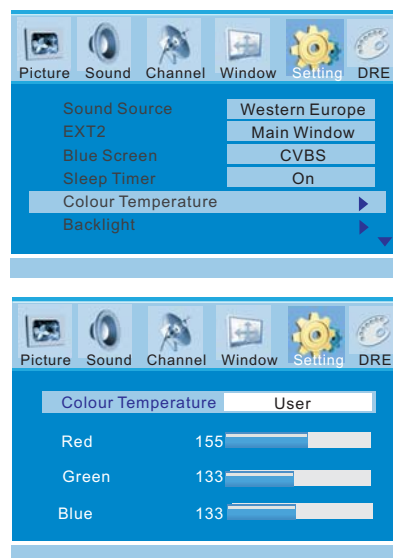 Picture Sound Channel Window Setting DRE
Sound Source Western Europe
EXT2 Main Window
Blue Screen CVBS
Sleep Timer On
Colour Temperature
Backlight
Picture Sound Channel Window Setting DRE
Colour Temperature User
Red 155
Green 133
Blue 133